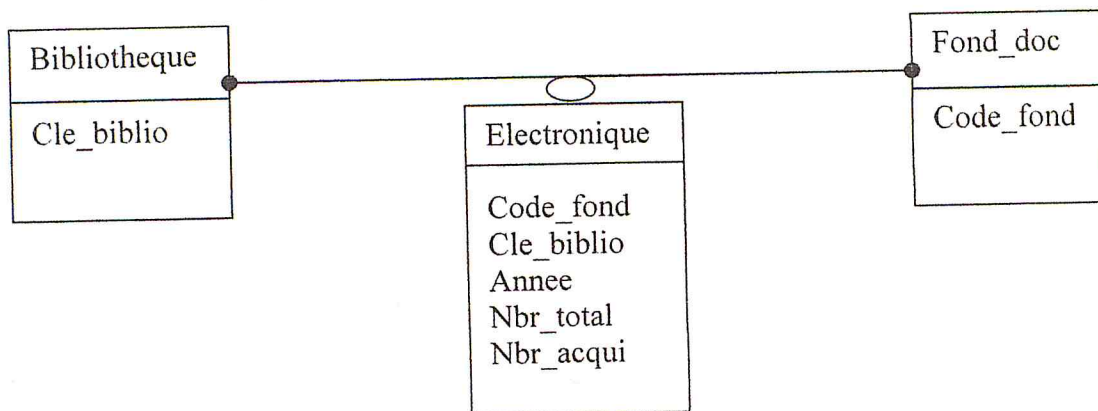 Bibliotheque
Cle_biblio
Electronique
Code_fond
Cle_biblio
Annee
Nbr_total
Nbr_acqui
Fond_doc
Code_fond